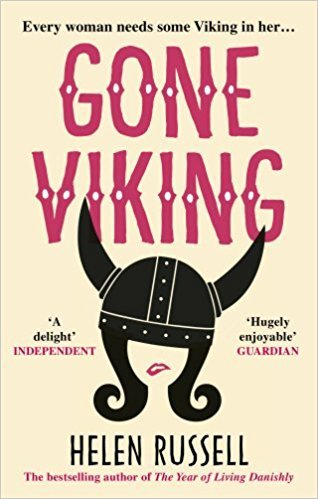 Every woman needs some Viking in her...
GONE
VIKING
‘A
delight’
INDEPENDENT
‘Hugely
enjoyable’
GUARDIAN
HELEN RUSSELL
The bestselling author of The Year of Living Danishly